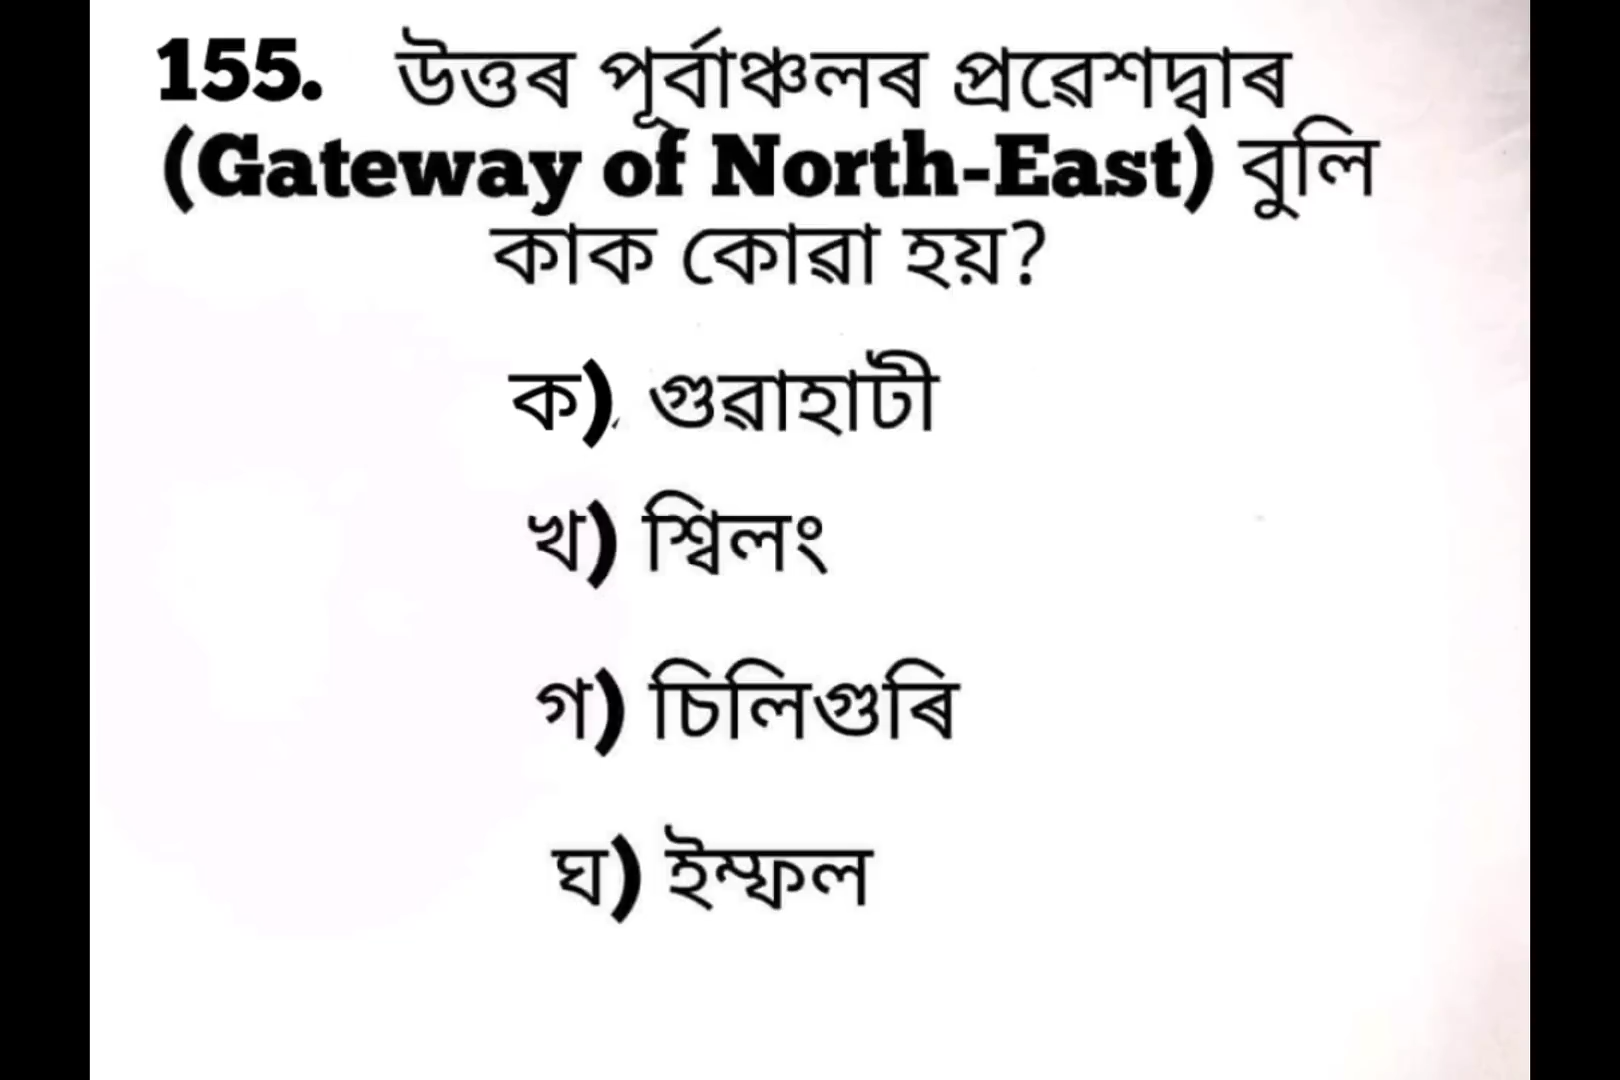 155. উত্তৰ পূৰ্বাঞ্চলৰ প্ৰৱেশদ্বাৰ
(Gateway of North-East) বুলি
কাক কোৱা হয়?
ক) গুৱাহাটী
খ) শ্বিলং
গ) চিলিগুৰি
ঘ) ইম্ফল